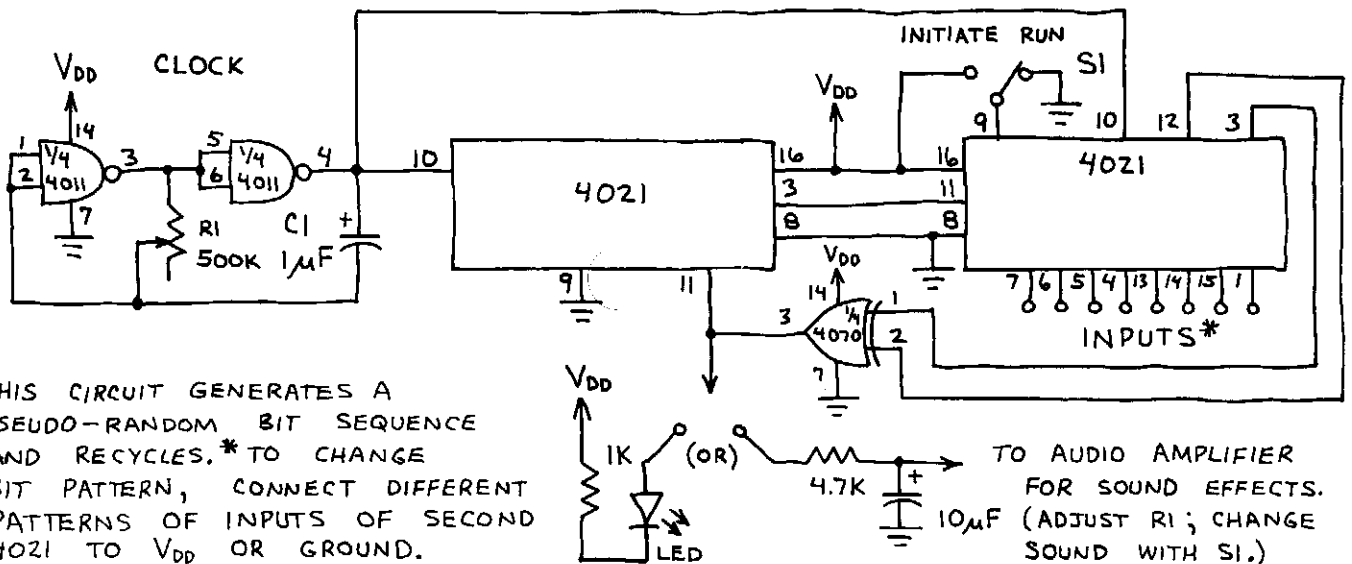 INITIATE RUN
VDD CLOCK VDD S1
14 9 10 12 3
1 1/4 3 5 1/4 4 10 16 16 4021
2 4011 6 4011 4021 3 11
7 R1 C1 + 8 8
500K 1µF VDD
9 11 14 1 7 6 5 4 13 14 15 1
3 1/4 4070 2 INPUTS*
7
HIS CIRCUIT GENERATES A VDD
SEUDO-RANDOM BIT SEQUENCE
AND RECYCLES.* TO CHANGE 1K (OR) TO AUDIO AMPLIFIER
BIT PATTERN, CONNECT DIFFERENT 4.7K + FOR SOUND EFFECTS.
PATTERNS OF INPUTS OF SECOND 10µF (ADJUST R1; CHANGE
4021 TO VDD OR GROUND. LED SOUND WITH S1.)